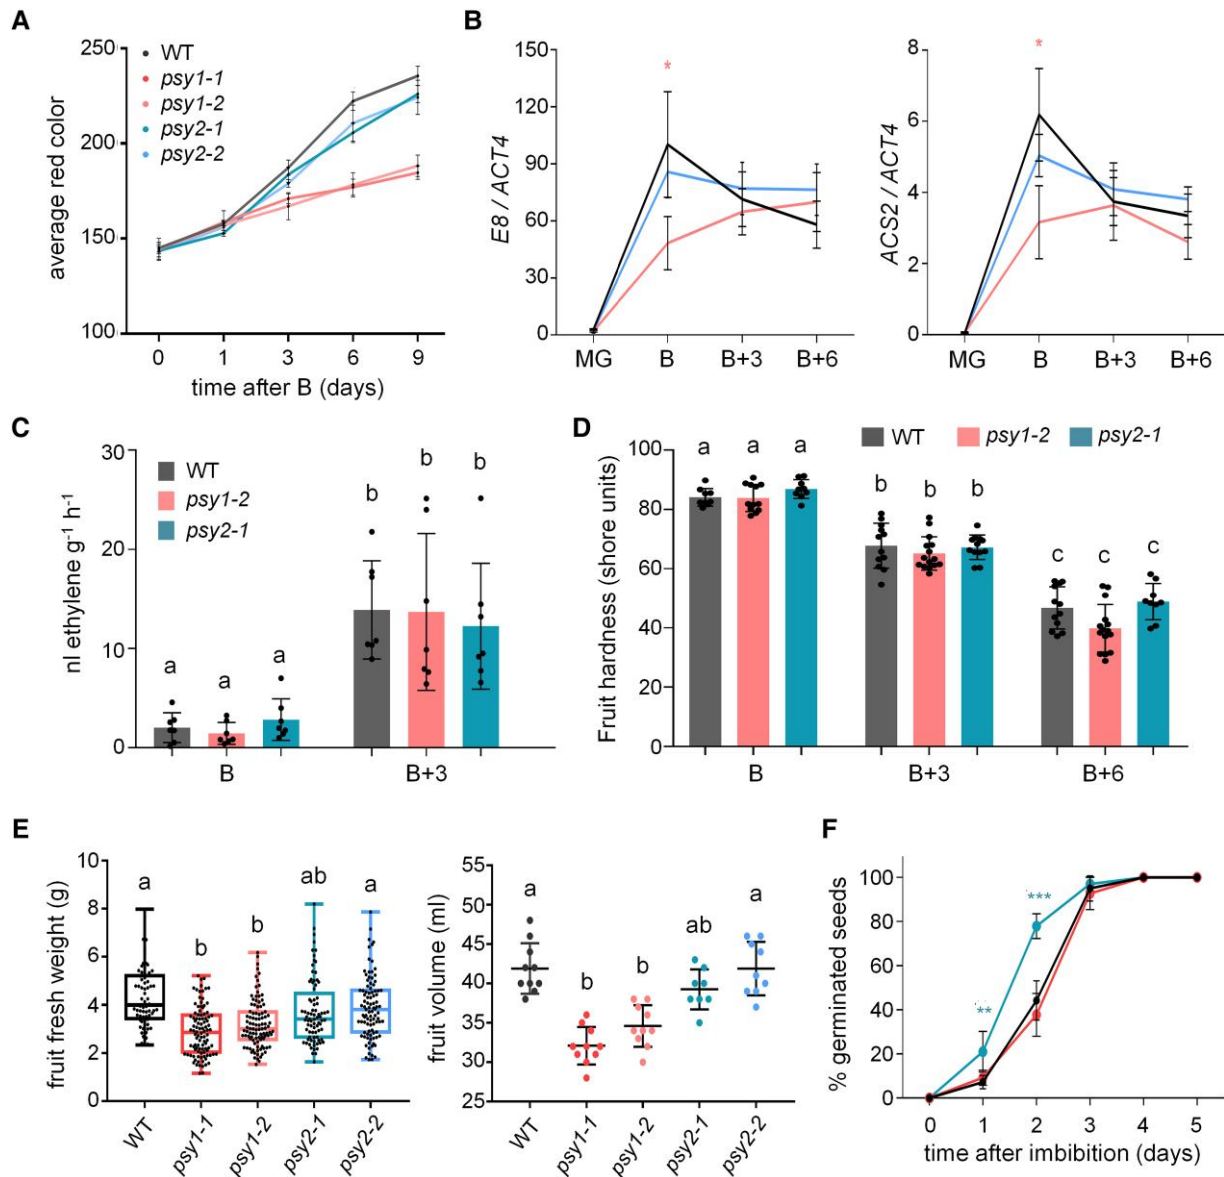 A
WT
psy1-1
psy1-2
psy2-1
psy2-2
250
200
150
100
average red color
0 1 3 6 9
time after B (days)
B
150
120
90
60
30
0
E8 / ACT4
*
MG B B+3 B+6
8
6
4
2
0
ACS2 / ACT4
*
MG B B+3 B+6
C
30
20
10
0
nl ethylene g⁻¹ h⁻¹
WT
psy1-2
psy2-1
a a a b b b
B B+3
D
WT psy1-2 psy2-1
100
80
60
40
20
0
Fruit hardness (shore units)
a a a b b b c c c
B B+3 B+6
E
10
8
6
4
2
0
fruit fresh weight (g)
a b b ab a
WT psy1-1 psy1-2 psy2-1 psy2-2
55
50
45
40
35
30
25
fruit volume (ml)
a b b ab a
WT psy1-1 psy1-2 psy2-1 psy2-2
F
100
80
60
40
20
0
% germinated seeds
** ***
0 1 2 3 4 5
time after imbibition (days)